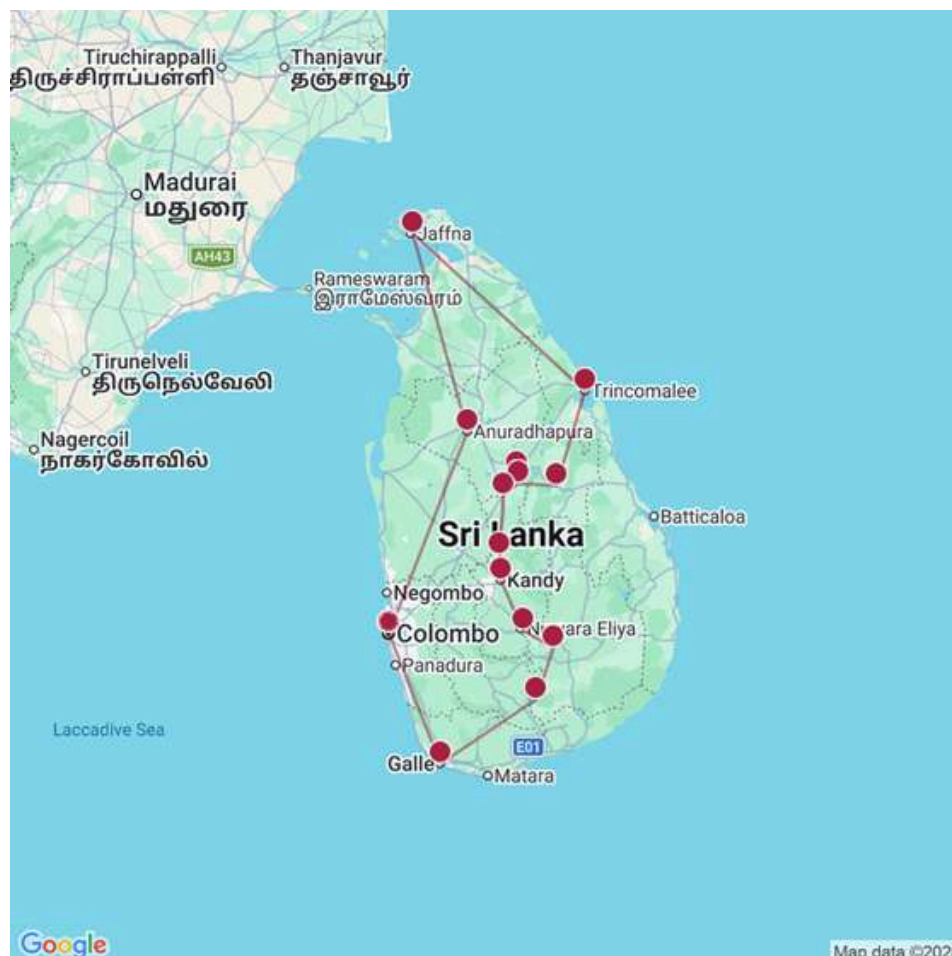 Tiruchirappalli
திருச்சிராப்பள்ளி
Thanjavur
தஞ்சாவூர்
Madurai
மதுரை
AH43
Jaffna
Rameswaram
இராமேஸ்வரம்
Tirunelveli
திருநெல்வேலி
Trincomalee
Nagercoil
நாகர்கோவில்
Anuradhapura
Batticaloa
Sri Lanka
Kandy
Negombo
Colombo
Nuwara Eliya
Panadura
Laccadive Sea
E01
Galle
Matara
Google
Map data ©202